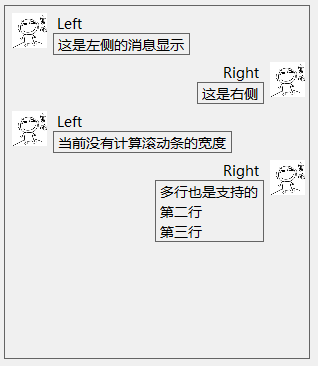 Left
这是左侧的消息显示
Right
这是右侧
Left
当前没有计算滚动条的宽度
Right
多行也是支持的
第二行
第三行